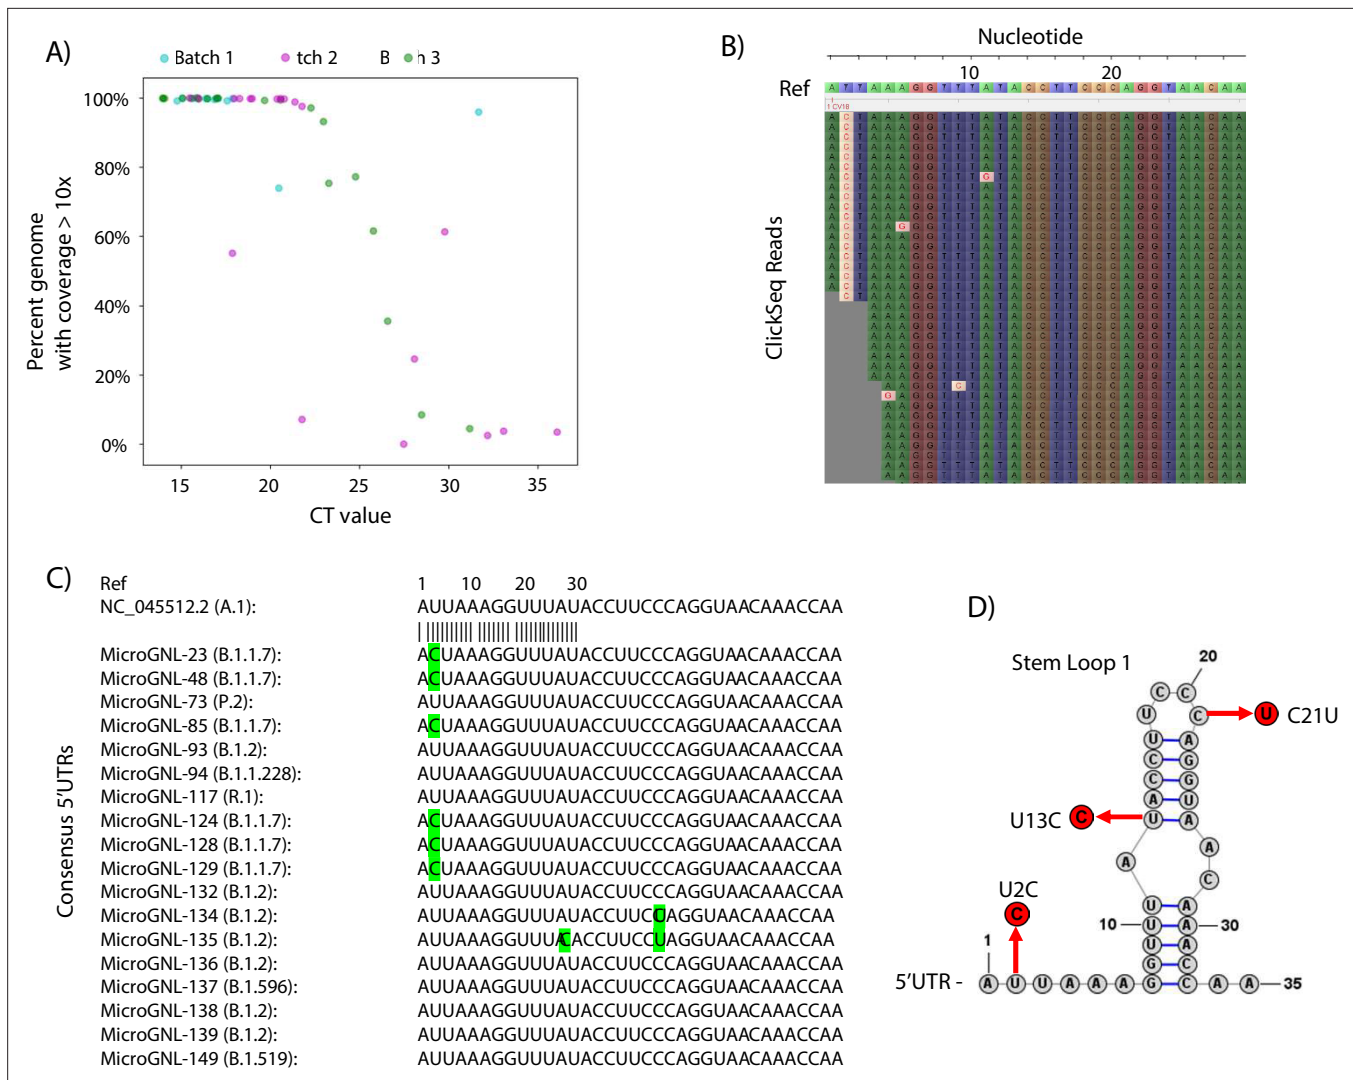 A)
Batch 1
tch 2
B h 3
100%
80%
60%
40%
20%
0%
Percent genome
with coverage > 10x
15 20 25 30 35
CT value
B)
Nucleotide
10 20
Ref
A T T A A A G G T T T A T A C C T T C C C A G G T A A C A A
1 CV18
ClickSeq Reads
C)
Ref 1 10 20 30
NC_045512.2 (A.1): AUUAAAGGUUUAUACCUUCCCAGGUAACAAACCAA
MicroGNL-23 (B.1.1.7): ACUAAAGGUUUAUACCUUCCCAGGUAACAAACCAA
MicroGNL-48 (B.1.1.7): ACUAAAGGUUUAUACCUUCCCAGGUAACAAACCAA
MicroGNL-73 (P.2): AUUAAAGGUUUAUACCUUCCCAGGUAACAAACCAA
MicroGNL-85 (B.1.1.7): ACUAAAGGUUUAUACCUUCCCAGGUAACAAACCAA
MicroGNL-93 (B.1.2): AUUAAAGGUUUAUACCUUCCCAGGUAACAAACCAA
MicroGNL-94 (B.1.1.228): AUUAAAGGUUUAUACCUUCCCAGGUAACAAACCAA
MicroGNL-117 (R.1): AUUAAAGGUUUAUACCUUCCCAGGUAACAAACCAA
MicroGNL-124 (B.1.1.7): ACUAAAGGUUUAUACCUUCCCAGGUAACAAACCAA
MicroGNL-128 (B.1.1.7): ACUAAAGGUUUAUACCUUCCCAGGUAACAAACCAA
MicroGNL-129 (B.1.1.7): ACUAAAGGUUUAUACCUUCCCAGGUAACAAACCAA
MicroGNL-132 (B.1.2): AUUAAAGGUUUAUACCUUCCCAGGUAACAAACCAA
MicroGNL-134 (B.1.2): AUUAAAGGUUUAUACCUUCCUAGGUAACAAACCAA
MicroGNL-135 (B.1.2): AUUAAAGGUUUACACCUUCCUAGGUAACAAACCAA
MicroGNL-136 (B.1.2): AUUAAAGGUUUAUACCUUCCCAGGUAACAAACCAA
MicroGNL-137 (B.1.596): AUUAAAGGUUUAUACCUUCCCAGGUAACAAACCAA
MicroGNL-138 (B.1.2): AUUAAAGGUUUAUACCUUCCCAGGUAACAAACCAA
MicroGNL-139 (B.1.2): AUUAAAGGUUUAUACCUUCCCAGGUAACAAACCAA
MicroGNL-149 (B.1.519): AUUAAAGGUUUAUACCUUCCCAGGUAACAAACCAA
Consensus 5'UTRs
D)
Stem Loop 1
20
C C
U C U C21U
U A
C G
C G
A U
U13C C U A
A A
C
U2C
C
U A
10 U A 30
U A
G C
1
5'UTR - A U U A A A G C A A 35